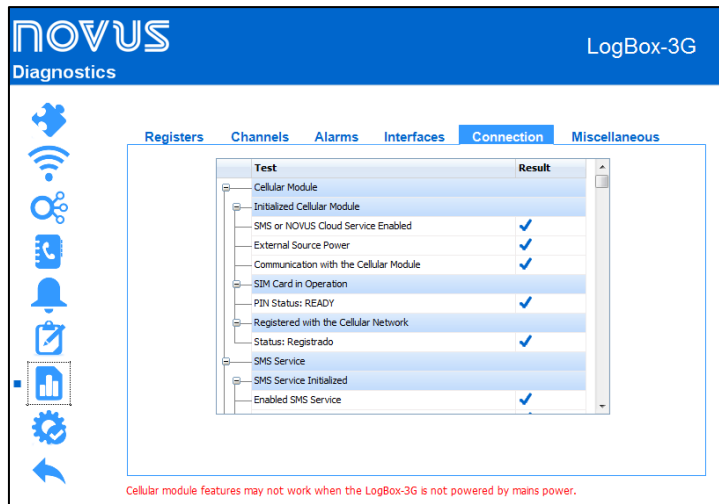 novus
LogBox-3G
Diagnostics
Registers Channels Alarms Interfaces Connection Miscellaneous
Test Result
Cellular Module
Initialized Cellular Module
SMS or NOVUS Cloud Service Enabled
External Source Power
Communication with the Cellular Module
SIM Card in Operation
PIN Status: READY
Registered with the Cellular Network
Status: Registrado
SMS Service
SMS Service Initialized
Enabled SMS Service
Cellular module features may not work when the LogBox-3G is not powered by mains power.